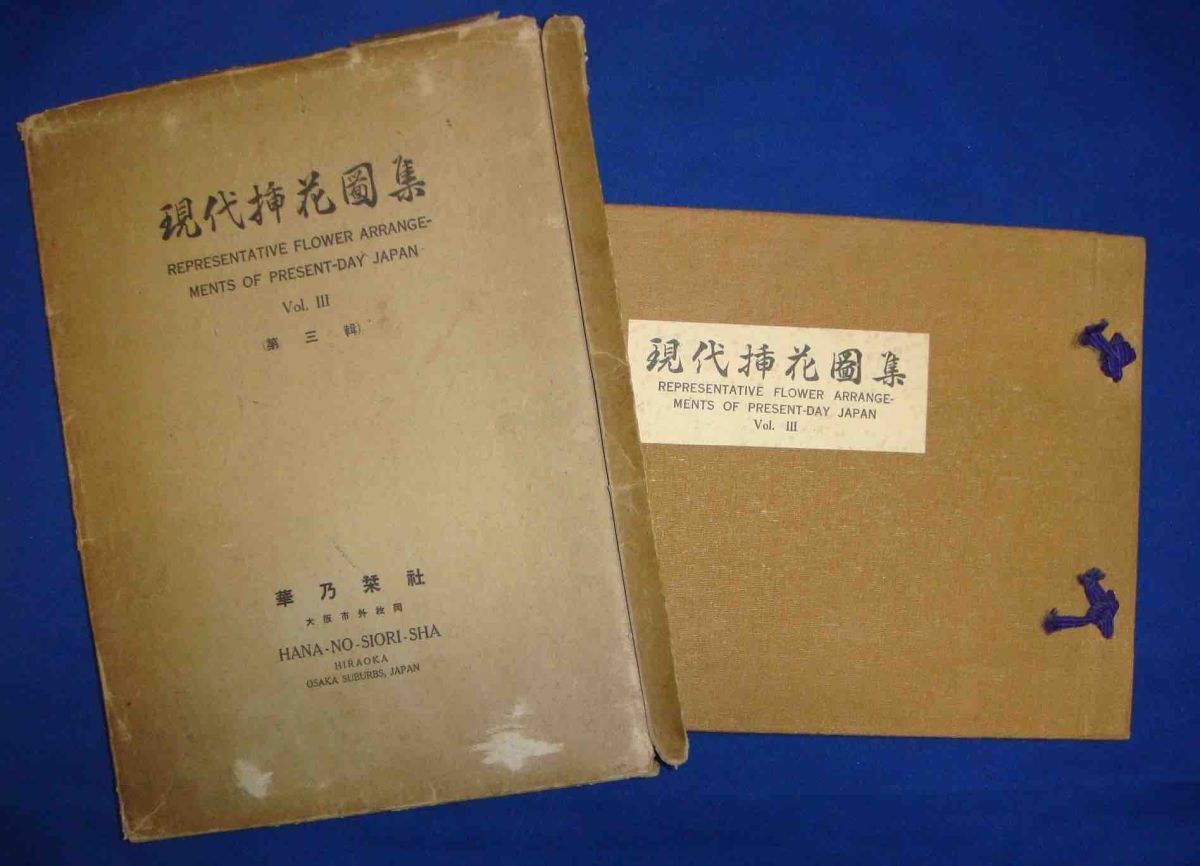 現代挿花圖集
REPRESENTATIVE FLOWER ARRANGE-
MENTS OF PRESENT-DAY JAPAN
Vol. III
(第三輯)
華乃栞社
大阪市外枚岡
HANA-NO-SIORI-SHA
HIRAOKA
OSAKA SUBURBS, JAPAN
現代挿花圖集
REPRESENTATIVE FLOWER ARRANGE-
MENTS OF PRESENT-DAY JAPAN
Vol. III